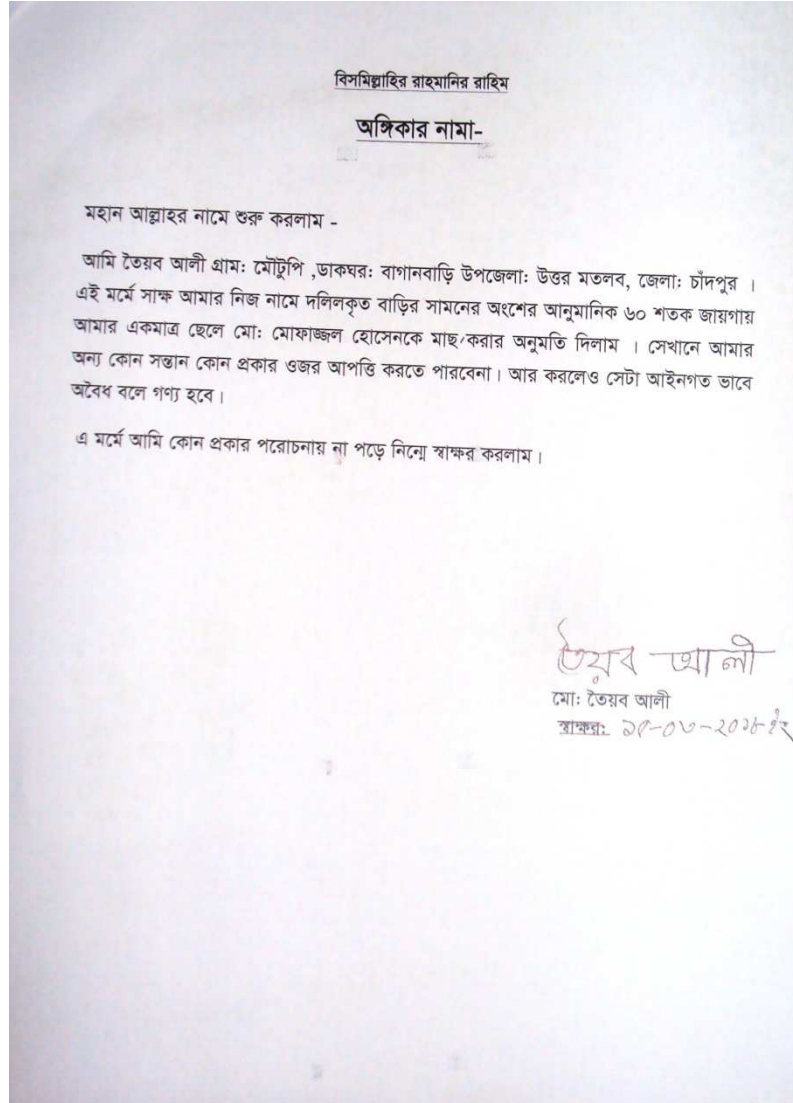 বিসমিল্লাহির রাহমানির রাহিম
অঙ্গিকার নামা-
মহান আল্লাহর নামে শুরু করলাম -
আমি তৈয়ব আলী গ্রাম: মৌটুপি ,ডাকঘর: বাগানবাড়ি উপজেলা: উত্তর মতলব, জেলা: চাঁদপুর ।
এই মর্মে সাক্ষ আমার নিজ নামে দলিলকৃত বাড়ির সামনের অংশের আনুমানিক ৬০ শতক জায়গায়
আমার একমাত্র ছেলে মো: মোফাজ্জল হোসেনকে মাছ করার অনুমতি দিলাম । সেখানে আমার
অন্য কোন সন্তান কোন প্রকার ওজর আপত্তি করতে পারবেনা। আর করলেও সেটা আইনগত ভাবে
অবৈধ বলে গণ্য হবে।
এ মর্মে আমি কোন প্রকার পরোচনায় না পড়ে নিম্মে স্বাক্ষর করলাম।
তৈয়ব আলী
মো: তৈয়ব আলী
স্বাক্ষর: